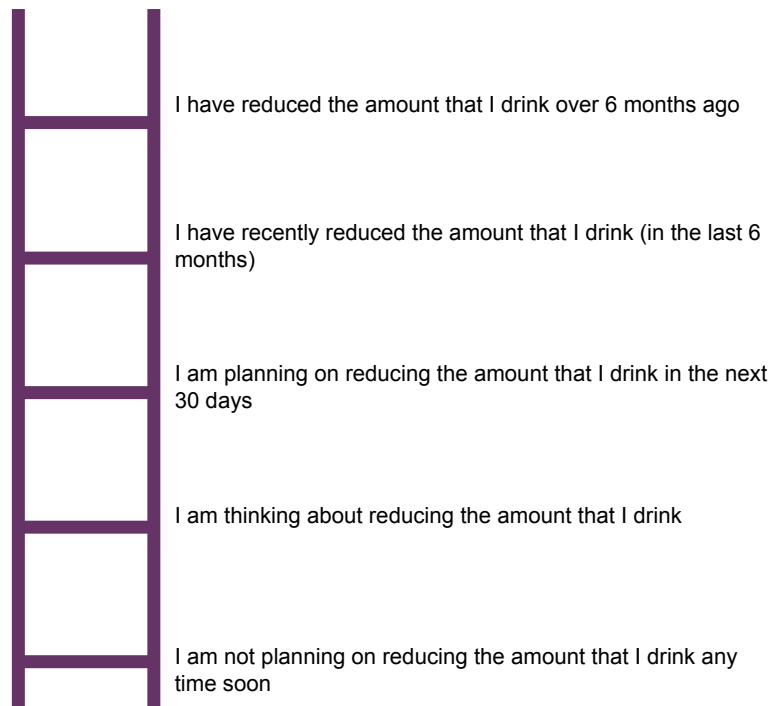 I have reduced the amount that I drink over 6 months ago
I have recently reduced the amount that I drink (in the last 6
months)
I am planning on reducing the amount that I drink in the next
30 days
I am thinking about reducing the amount that I drink
I am not planning on reducing the amount that I drink any
time soon